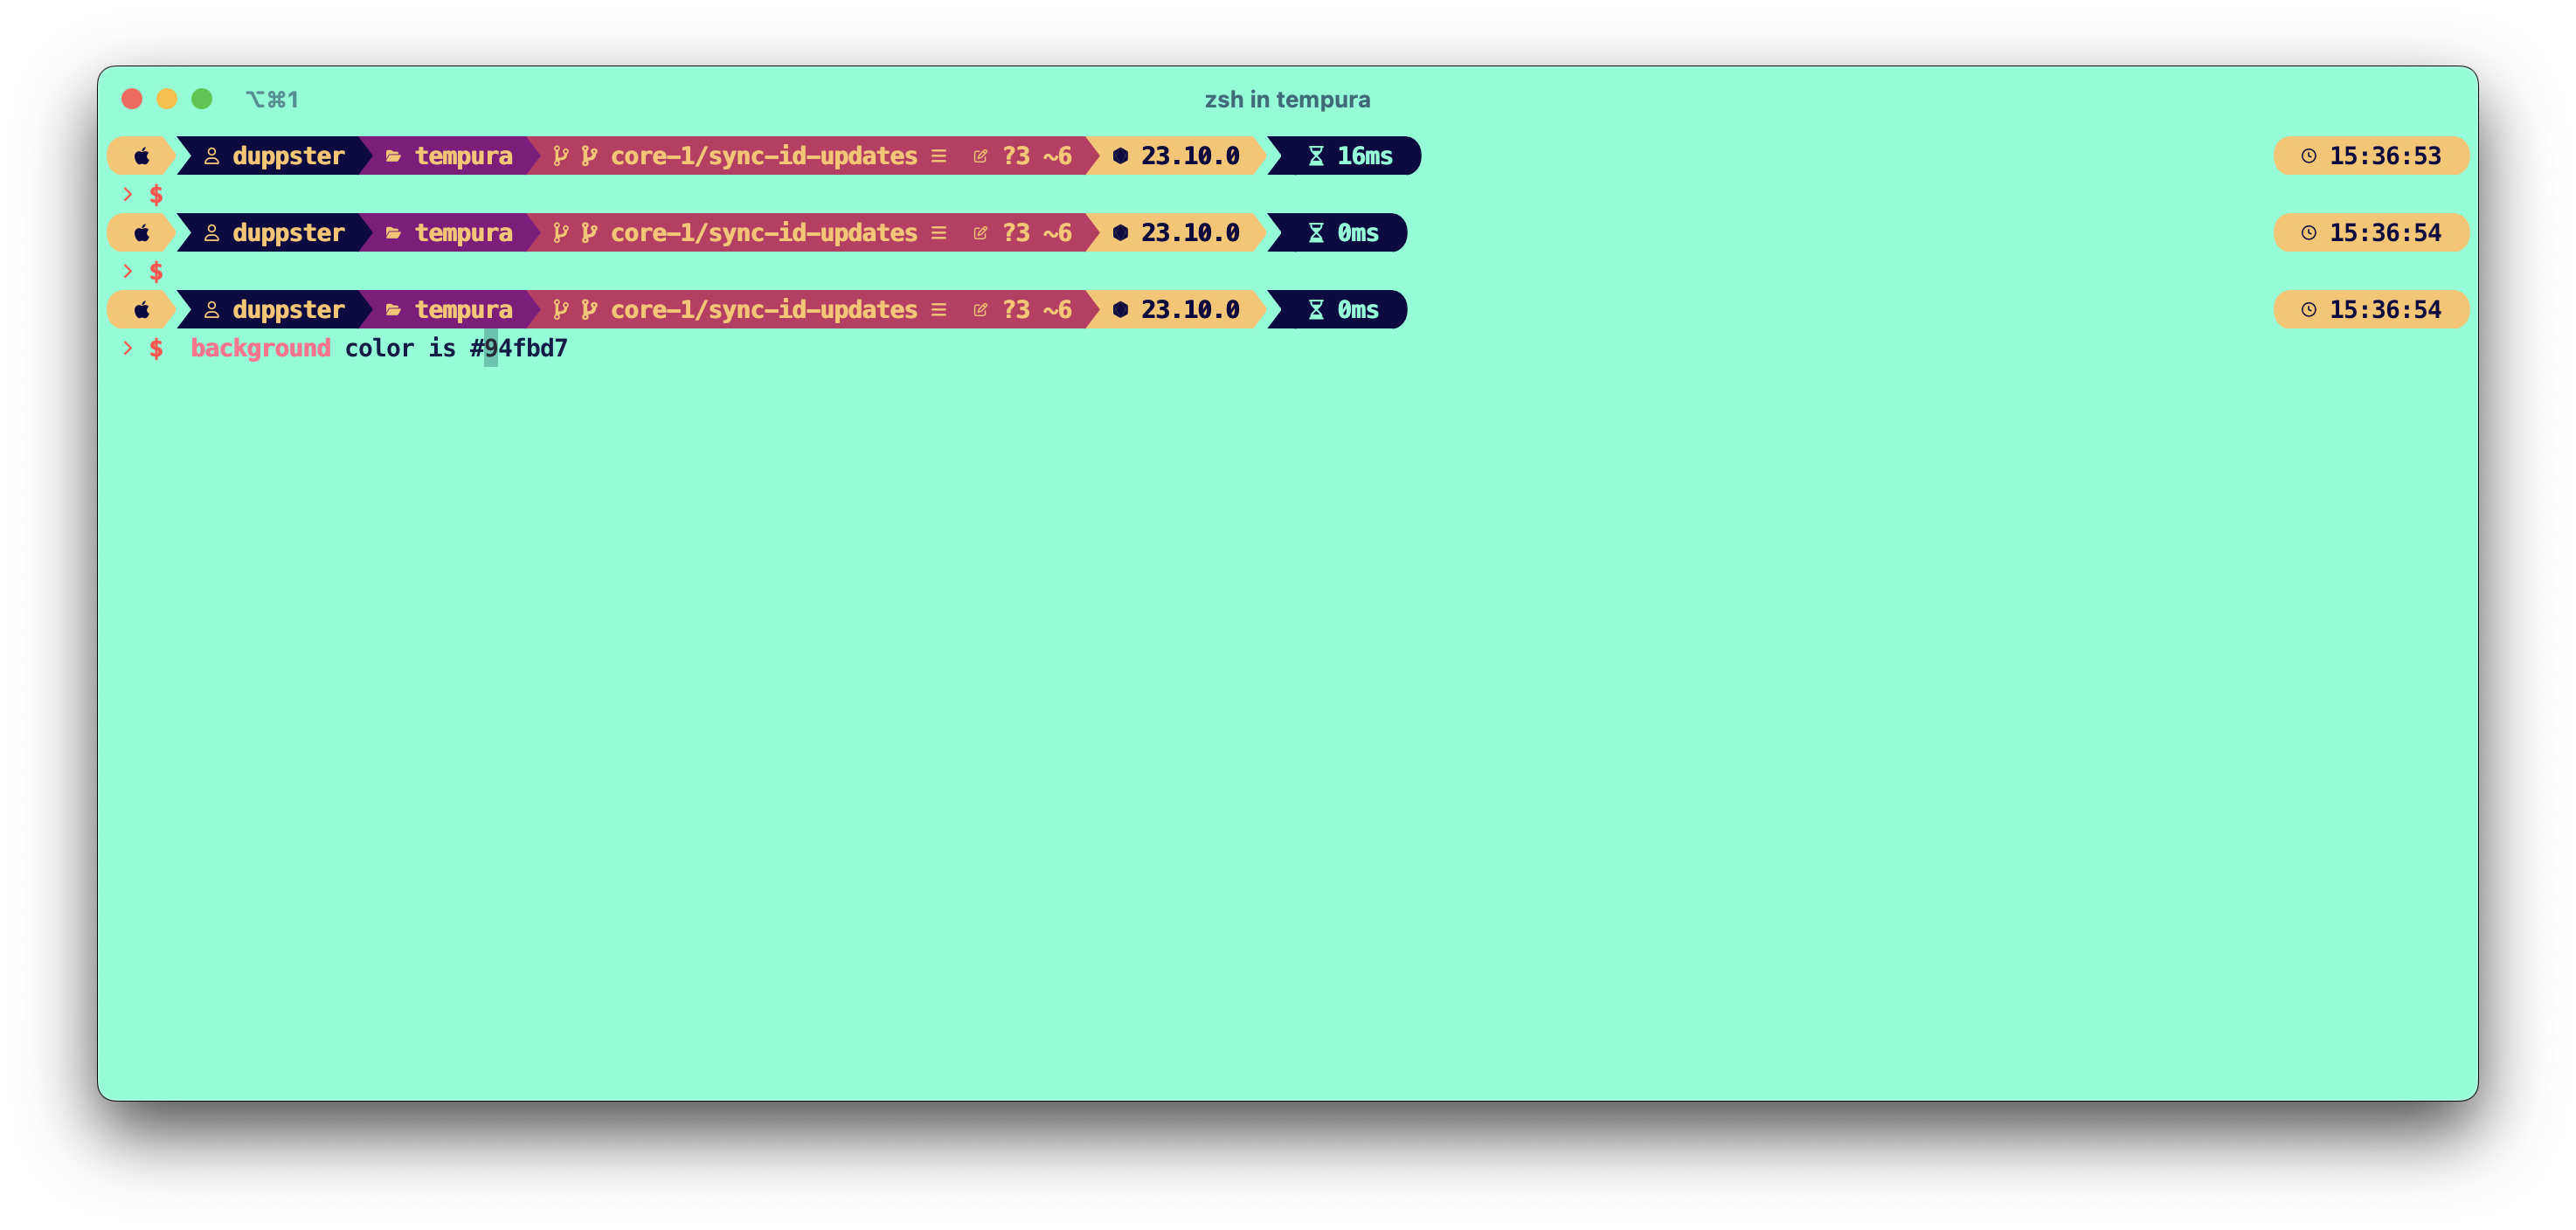 ⌥⌘1 zsh in tempura
duppster tempura core-1/sync-id-updates ≡ ?3 ~6 23.10.0 16ms 15:36:53
> $
duppster tempura core-1/sync-id-updates ≡ ?3 ~6 23.10.0 0ms 15:36:54
> $
duppster tempura core-1/sync-id-updates ≡ ?3 ~6 23.10.0 0ms 15:36:54
> $ background color is #94fbd7